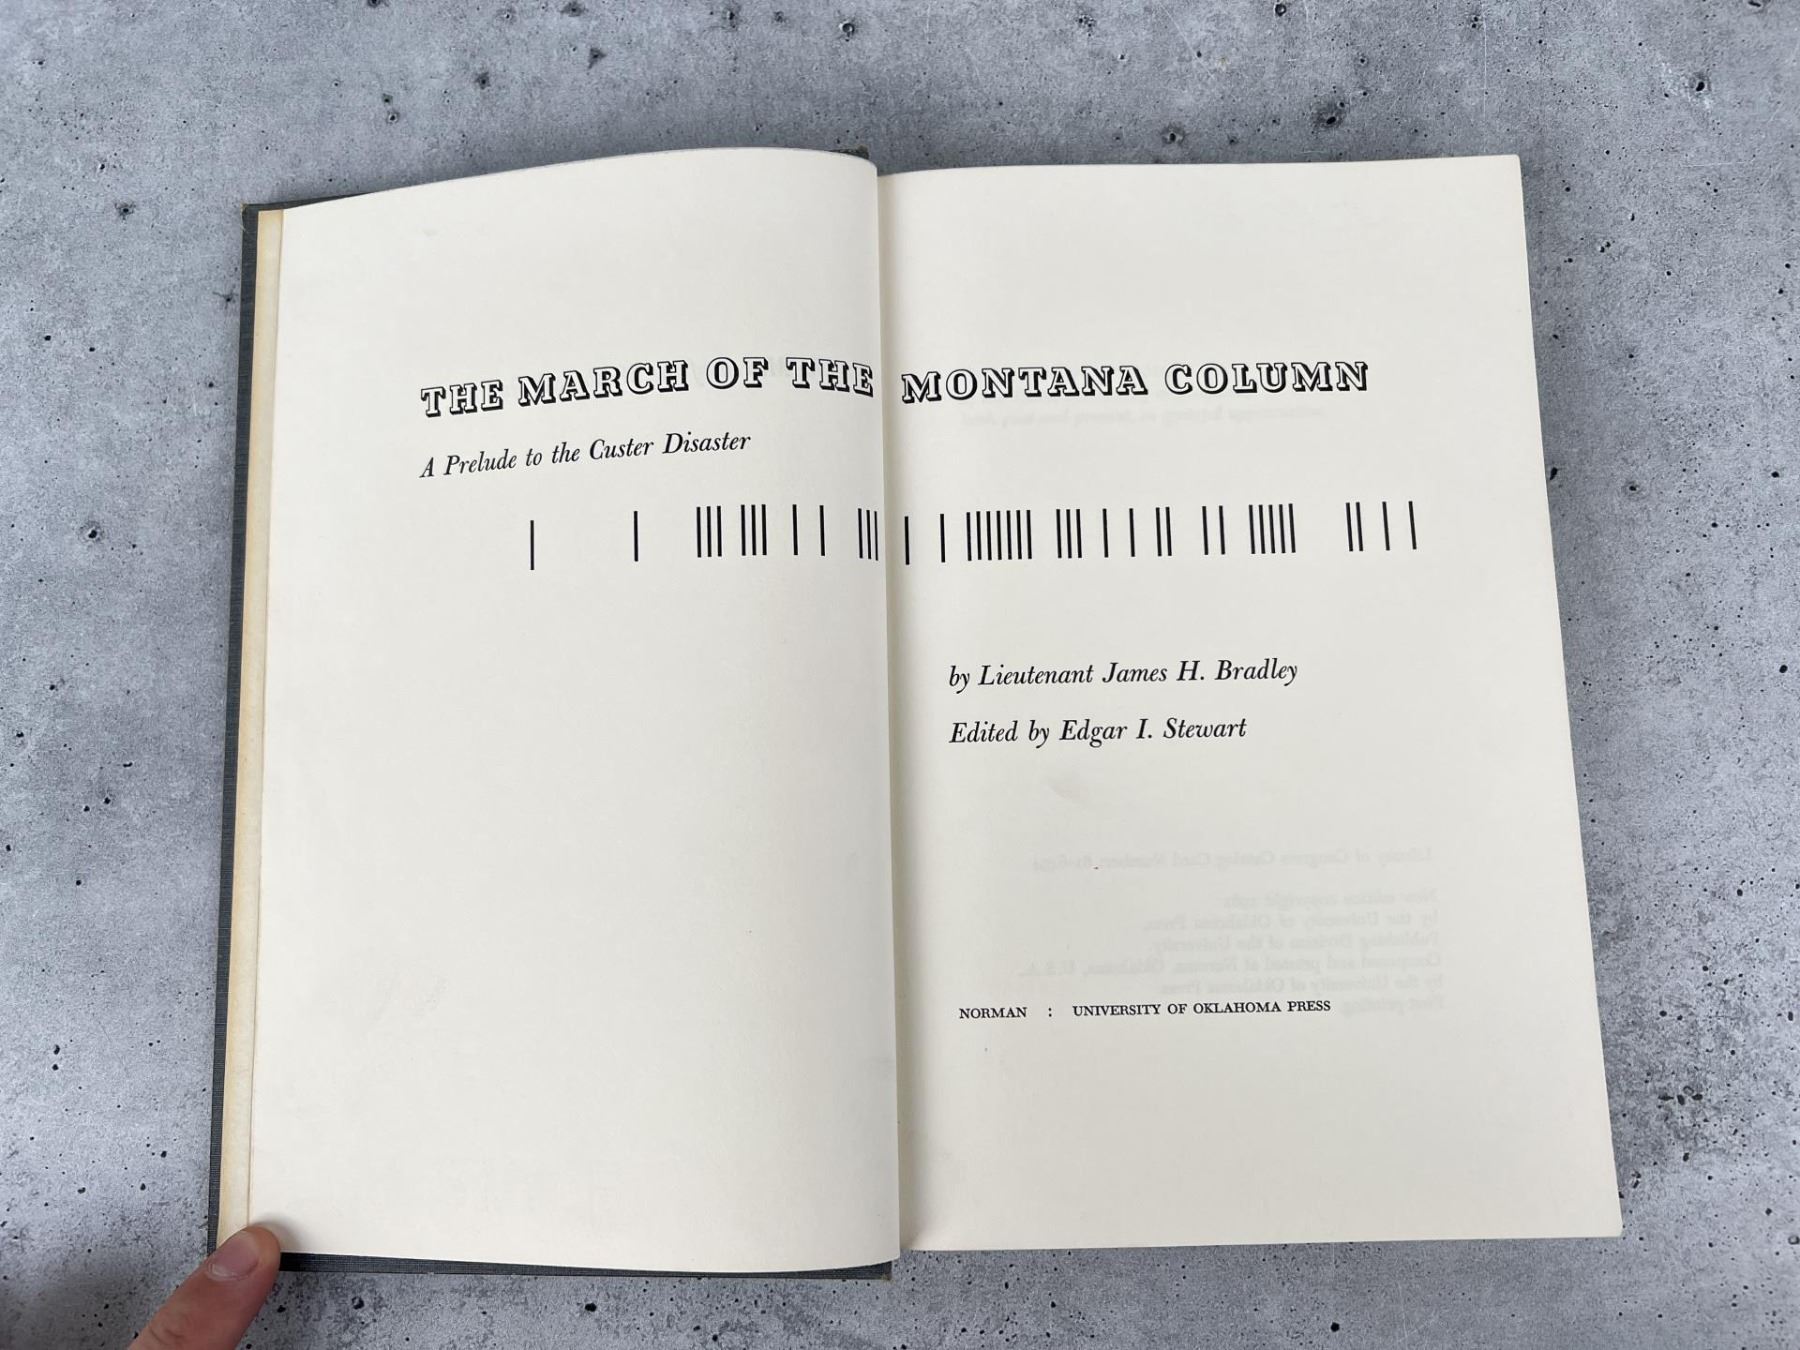 THE MARCH OF THE MONTANA COLUMN
A Prelude to the Custer Disaster
by Lieutenant James H. Bradley
Edited by Edgar I. Stewart
NORMAN : UNIVERSITY OF OKLAHOMA PRESS